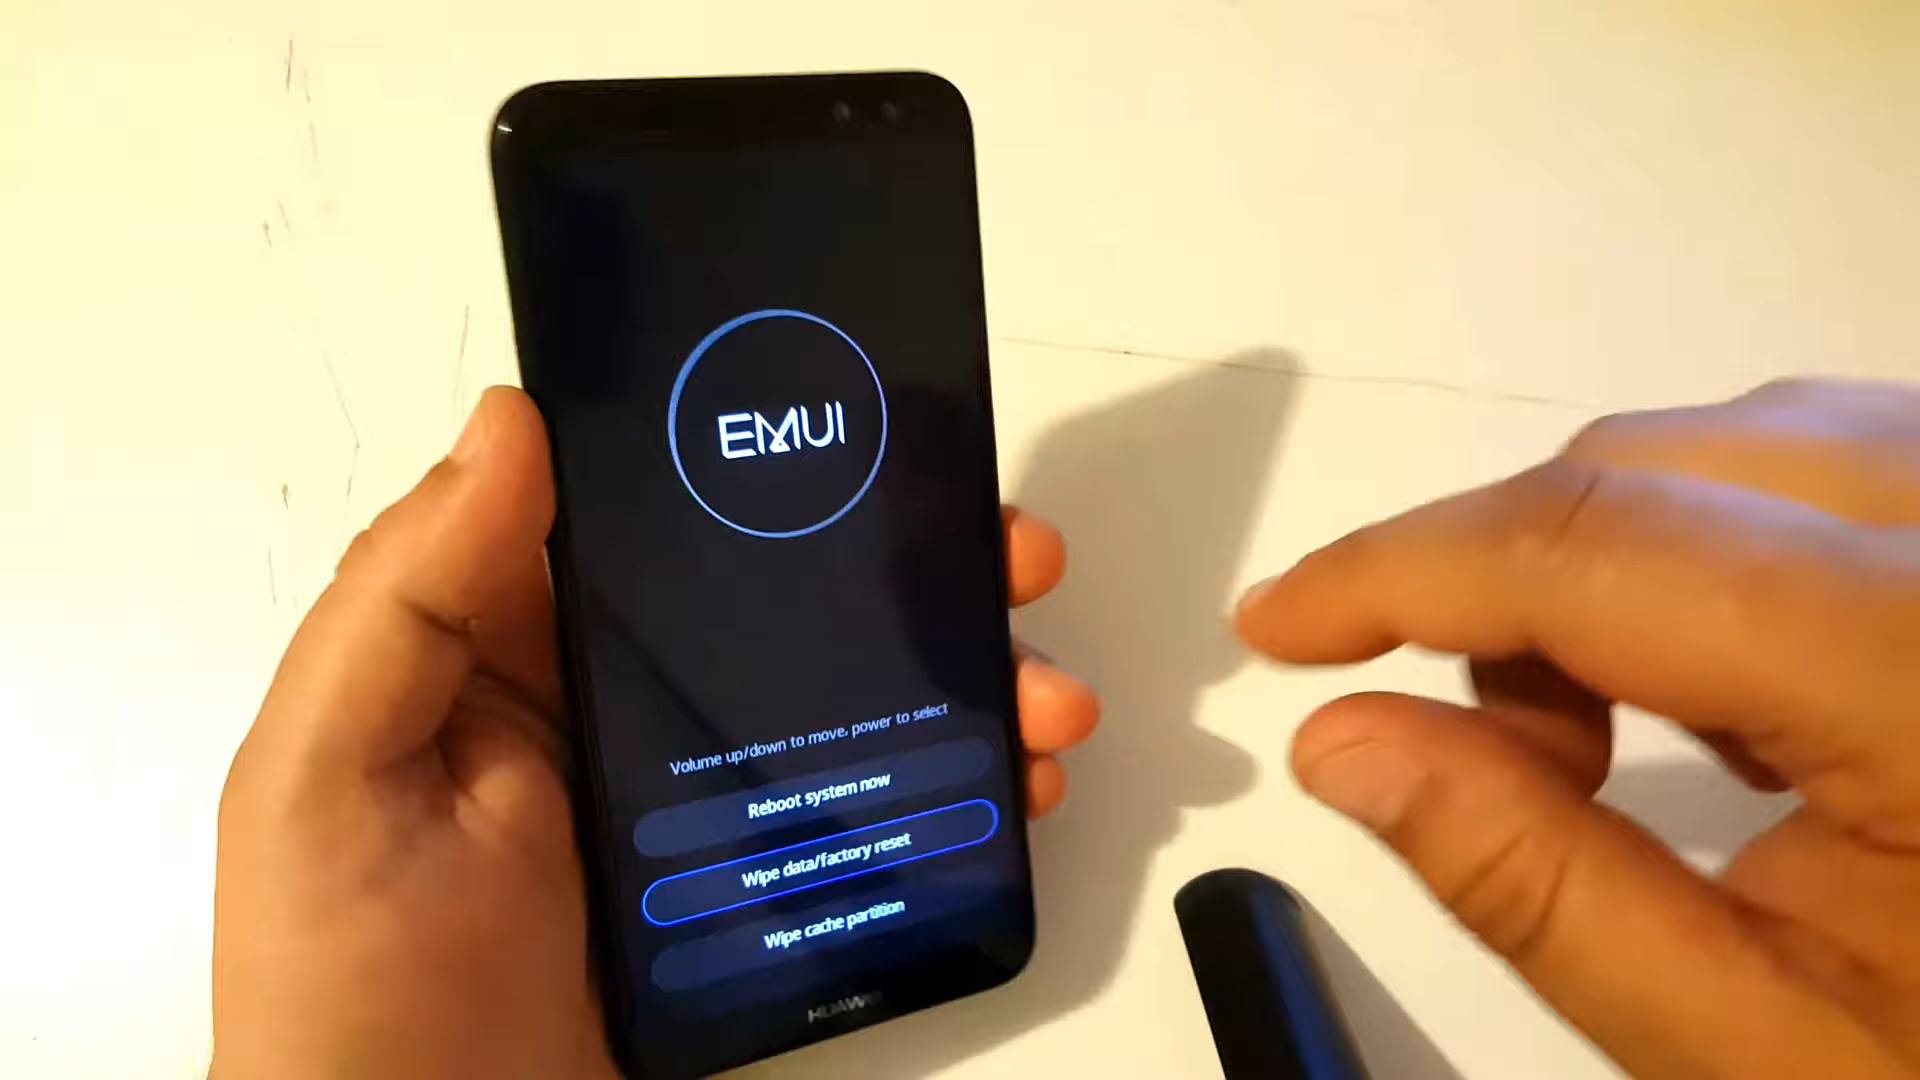 EMUI
Volume up/down to move, power to select
Reboot system now
Wipe data/factory reset
Wipe cache partition
HUAWEI